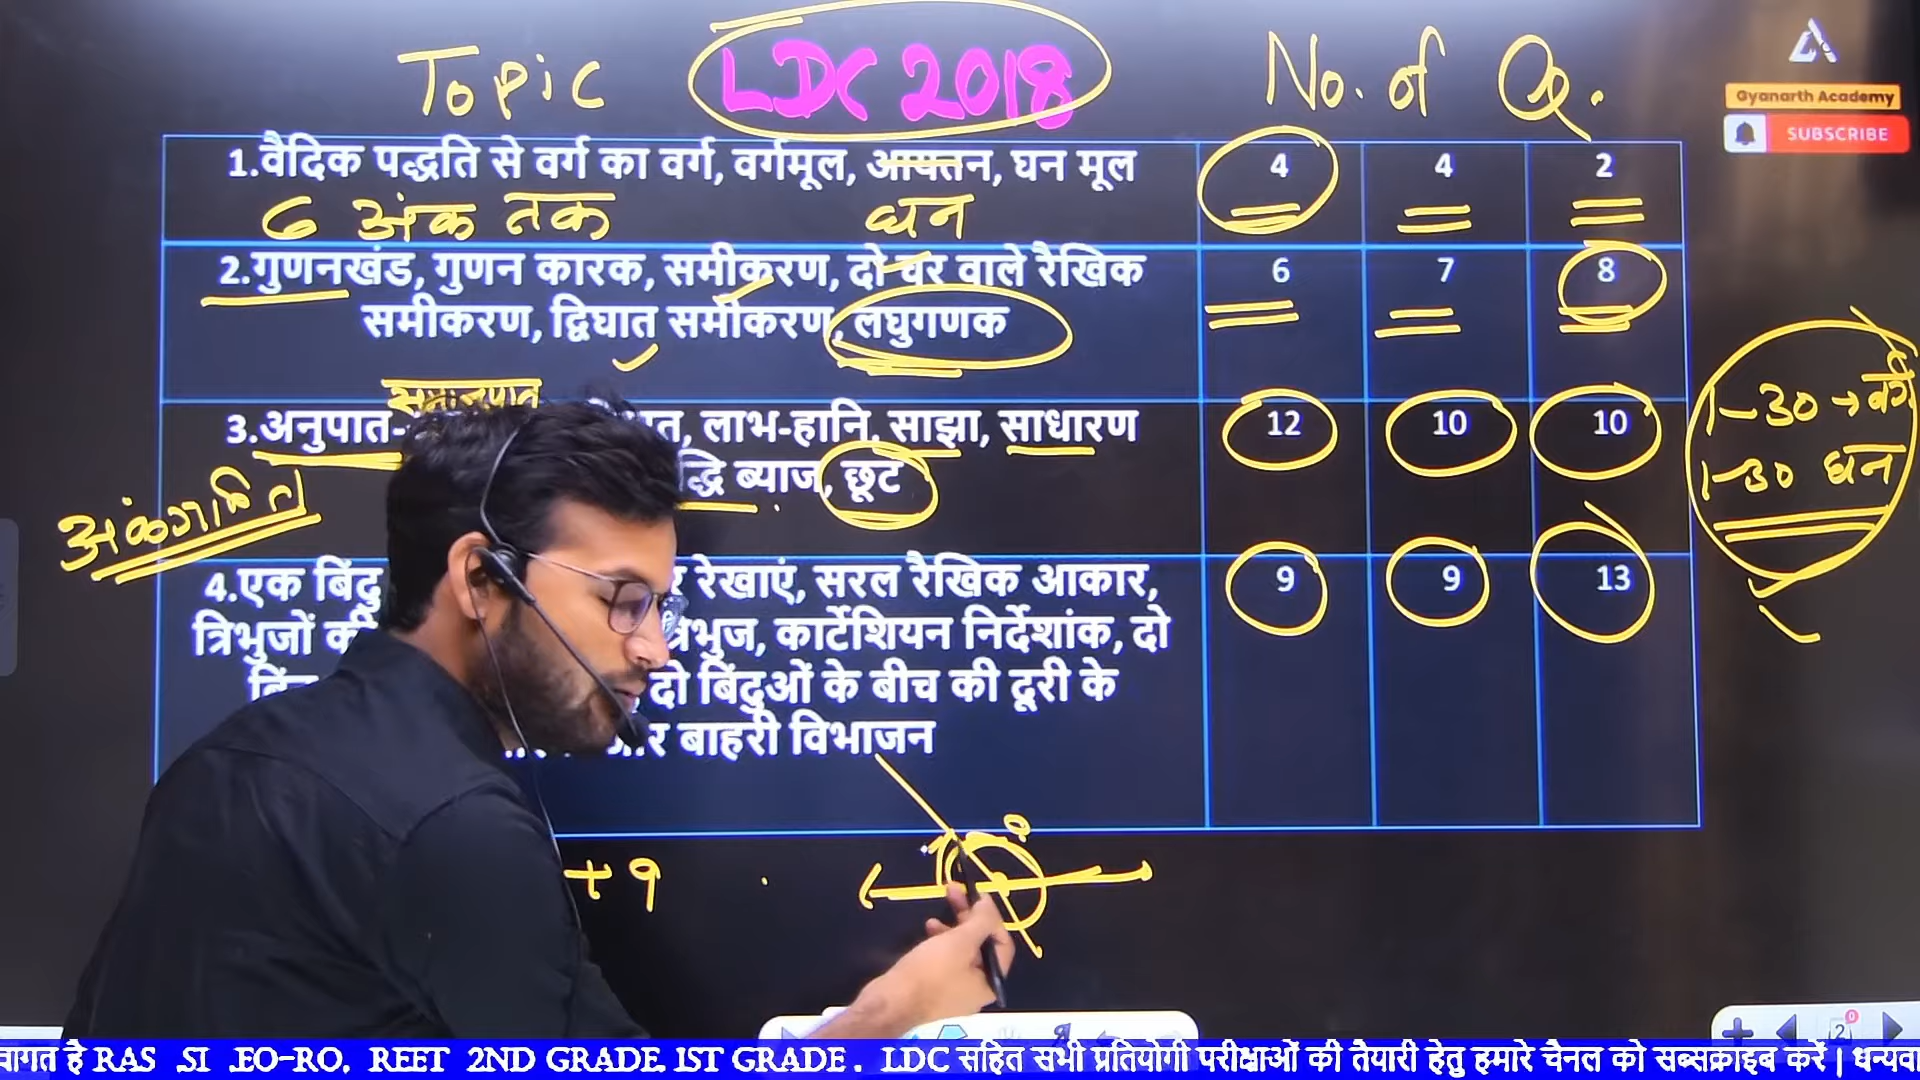 Topic LDC 2018 No. of Q.
Gyanarth Academy
SUBSCRIBE
1.वैदिक पद्धति से वर्ग का वर्ग, वर्गमूल, आयतन, घन मूल 4 4 2
6 अंक तक घन
2.गुणनखंड, गुणन कारक, समीकरण, दो चर वाले रैखिक 6 7 8
समीकरण, द्विघात समीकरण, लघुगणक
1-30 → वर्ग
1-30 घन
समानुपात
3.अनुपात- लाभ-हानि, साझा, साधारण 12 10 10
ब्याज, छूट
अंकगणित
4.एक बिंदु रेखाएं, सरल रैखिक आकार, 9 9 13
त्रिभुजों की कार्टेशियन निर्देशांक, दो
दो बिंदुओं के बीच की दूरी के
बाहरी विभाजन
+ 9
2
0
RAS .SI .EO-RO. REET 2ND GRADE. 1ST GRADE . LDC सहित सभी प्रतियोगी परीक्षाओं की तैयारी हेतु हमारे चैनल को सब्सक्राइब करें |